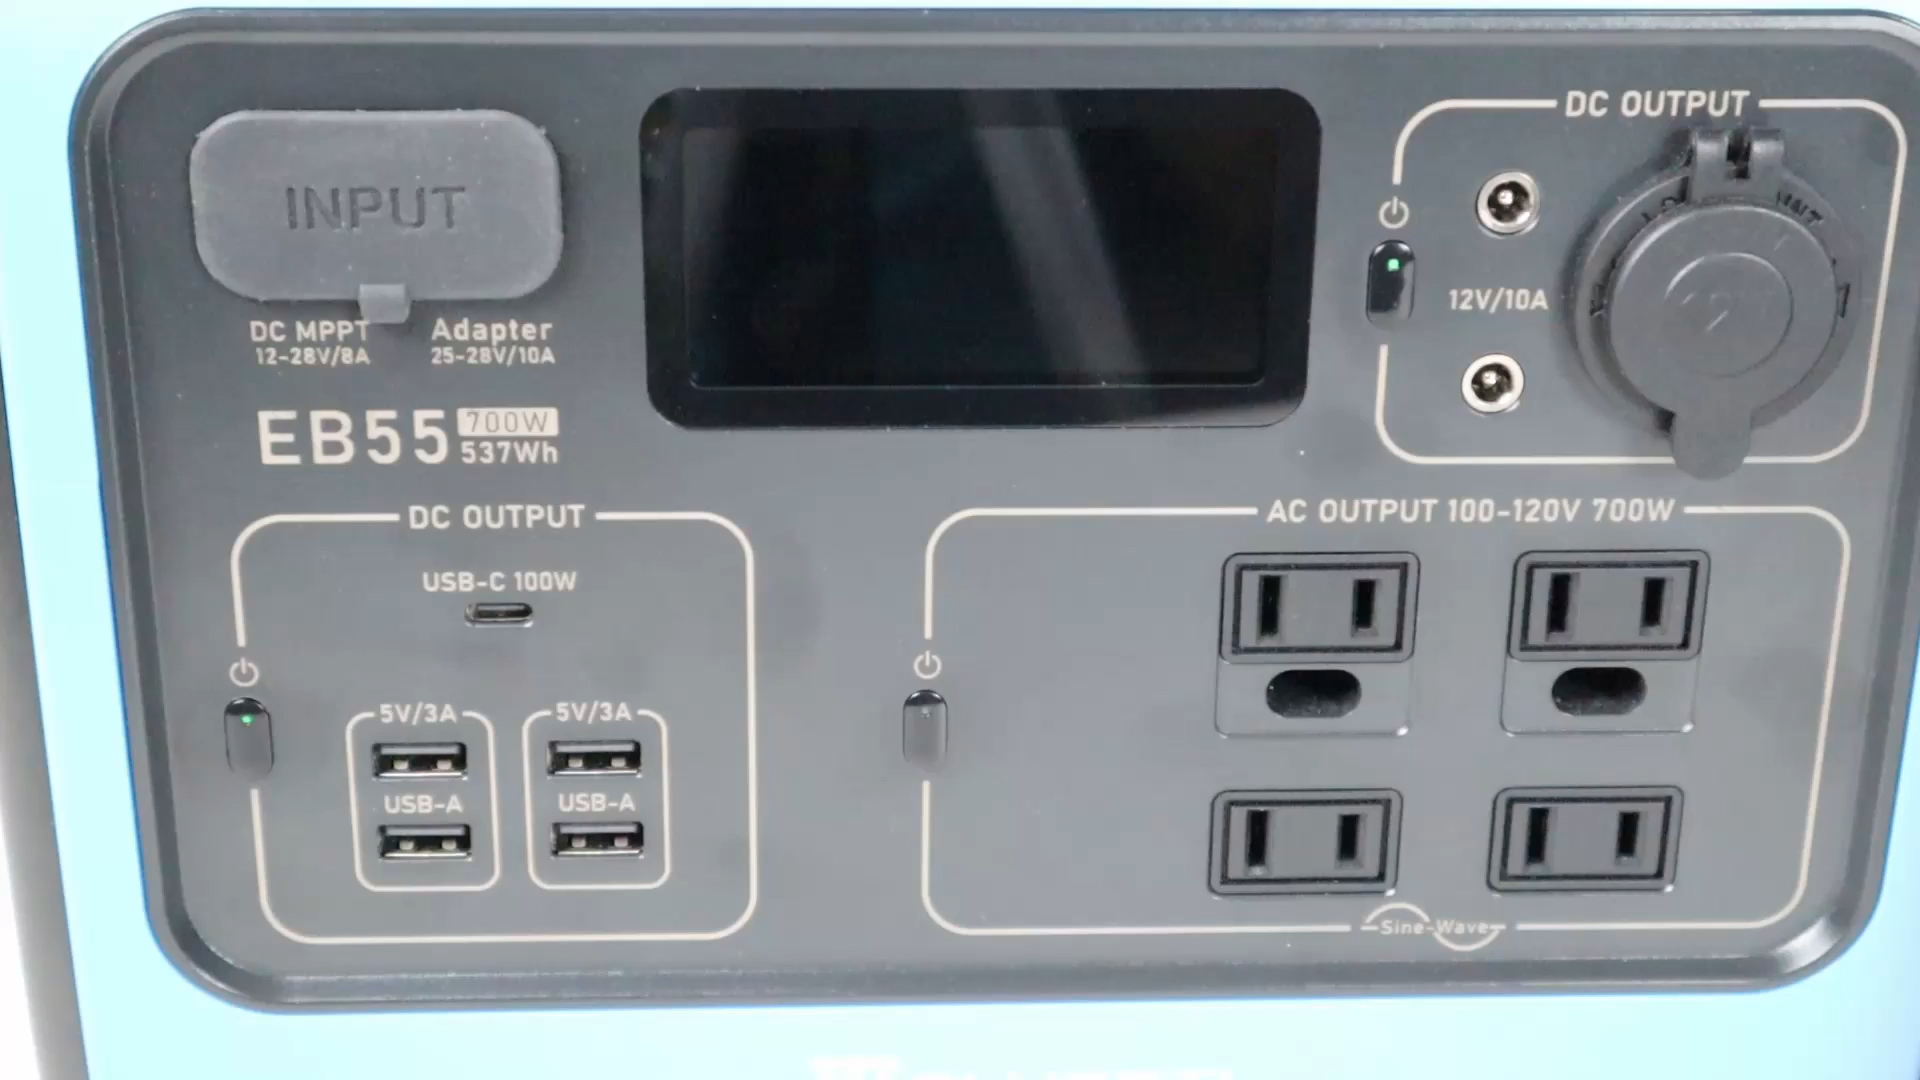 INPUT
DC MPPT
12-28V/8A
Adapter
25-28V/10A
EB55
700W
537Wh
DC OUTPUT
12V/10A
DC OUTPUT
USB-C 100W
5V/3A
USB-A
5V/3A
USB-A
AC OUTPUT 100-120V 700W
Sine-Wave